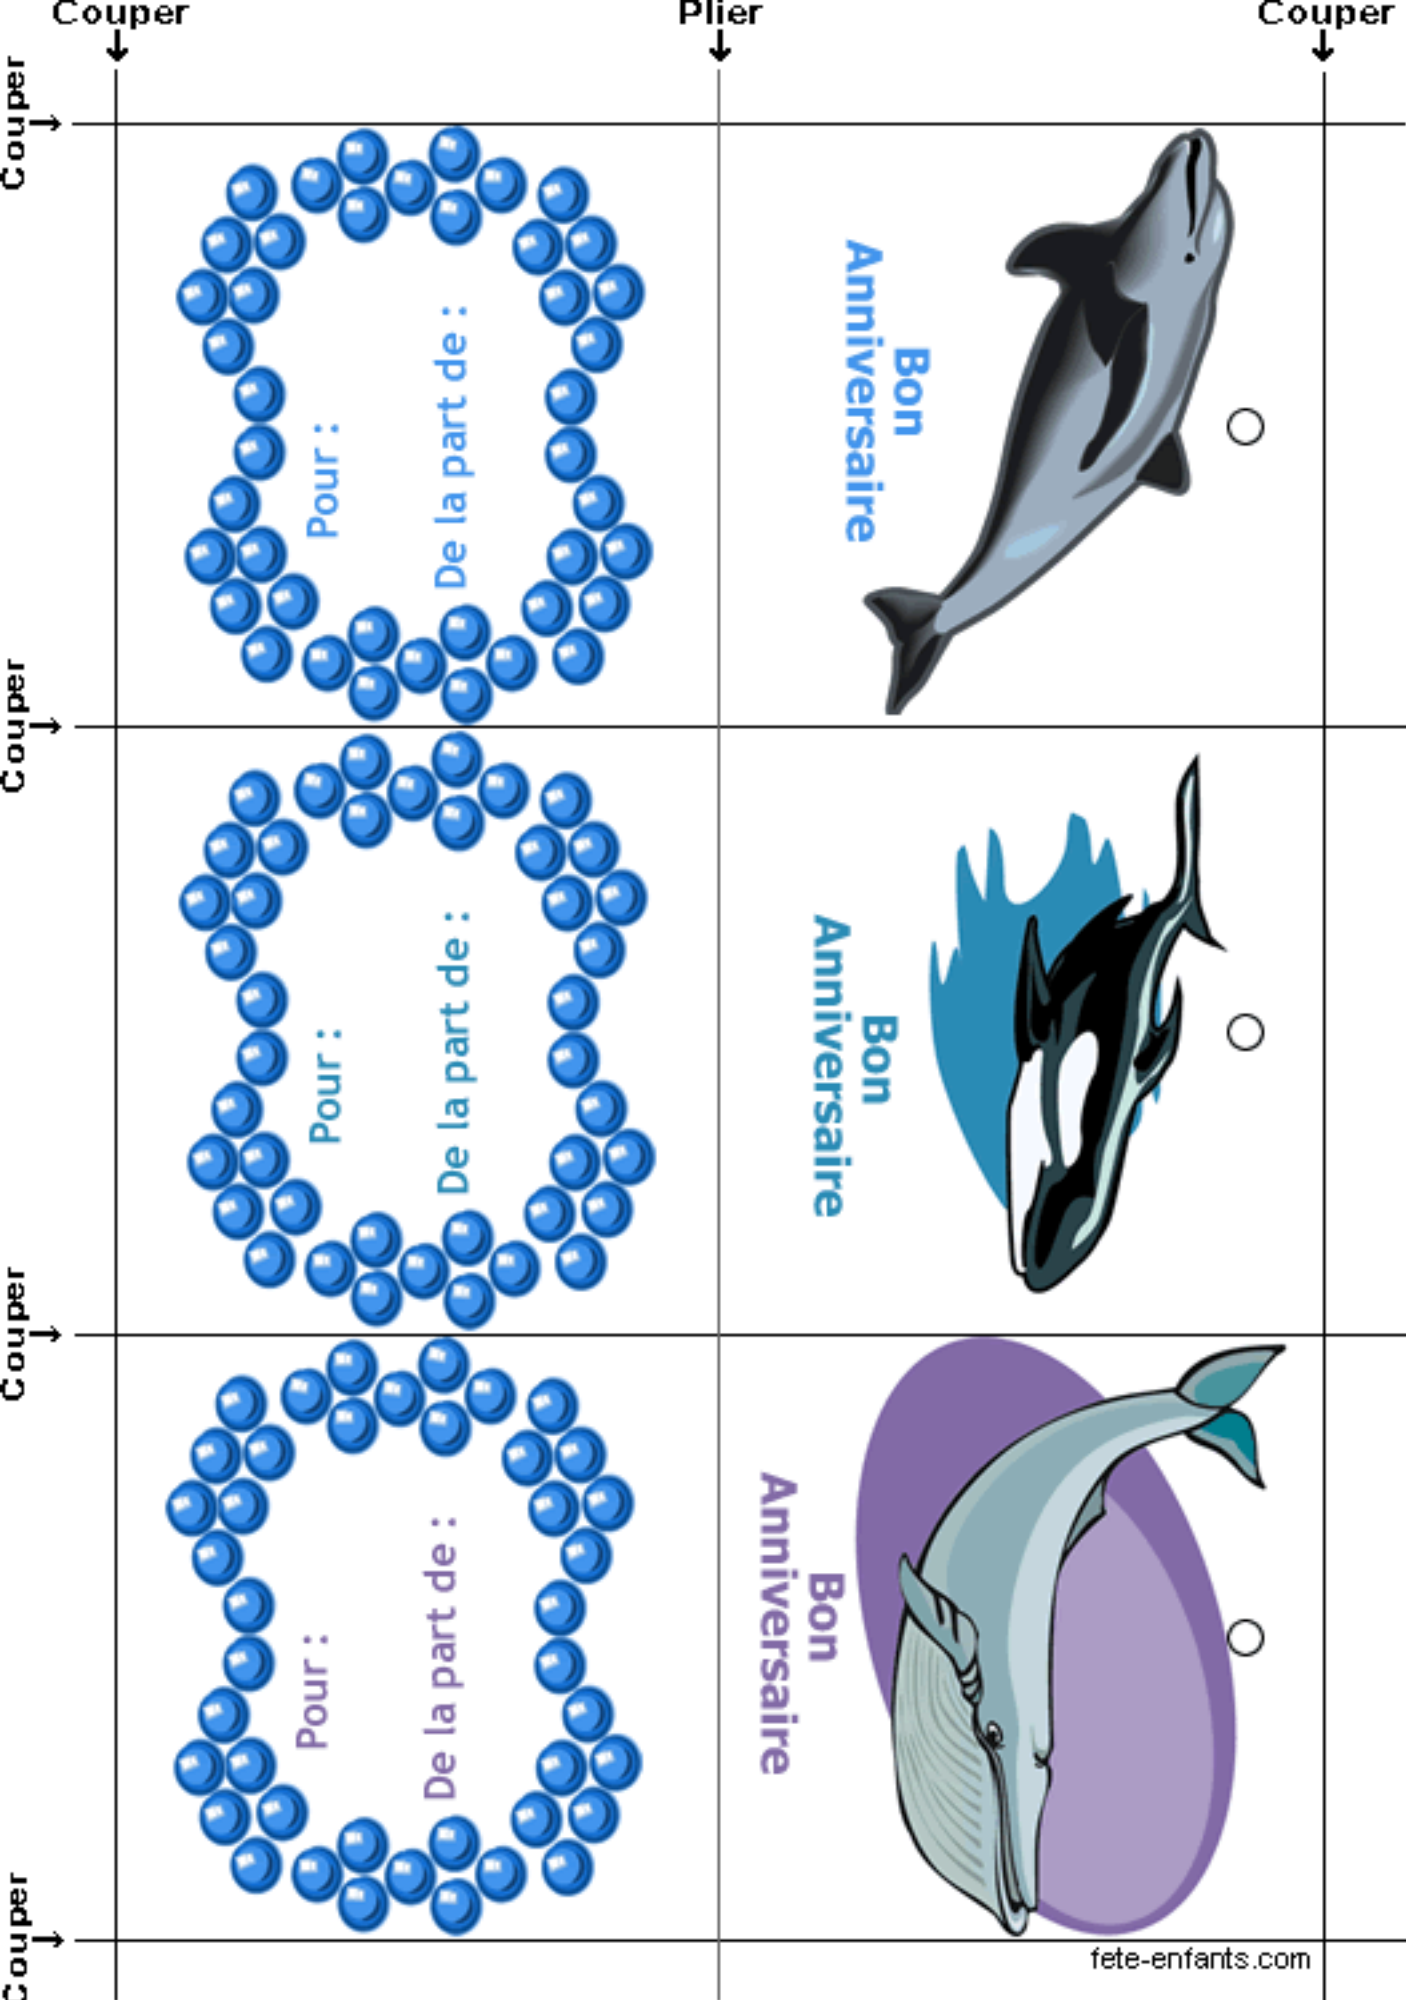 Couper
Plier
Couper
Couper
Pour :
De la part de :
Bon
Anniversaire
Couper
Pour :
De la part de :
Bon
Anniversaire
Couper
Pour :
De la part de :
Bon
Anniversaire
Couper
fete-enfants.com